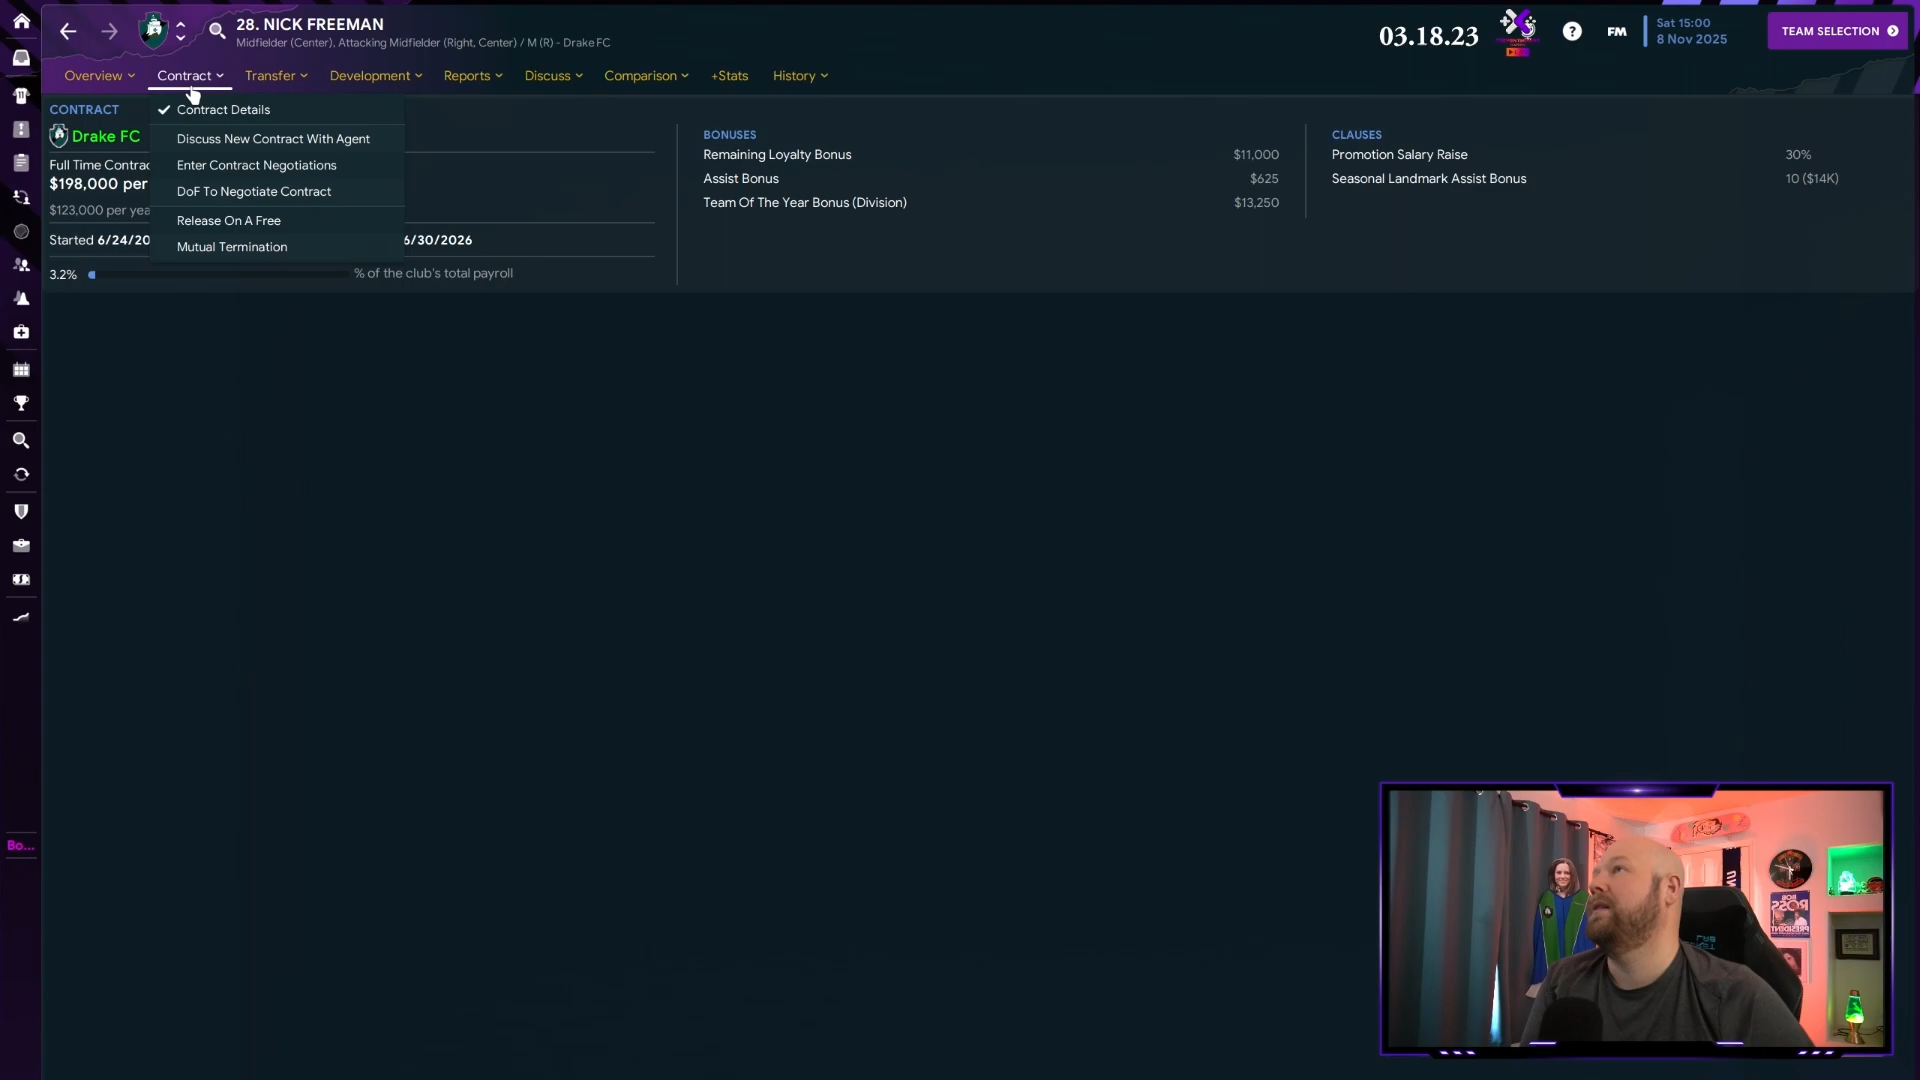 28. NICK FREEMAN
Midfielder (Center), Attacking Midfielder (Right, Center) / M (R) - Drake FC
03.18.23
FM
Sat 15:00
8 Nov 2025
TEAM SELECTION
Overview
Contract
Transfer
Development
Reports
Discuss
Comparison
+Stats
History
CONTRACT
Drake FC
Full Time Contrac
$198,000 per
$123,000 per yea
Started 6/24/20
6/30/2026
3.2%
% of the club's total payroll
Contract Details
Discuss New Contract With Agent
Enter Contract Negotiations
DoF To Negotiate Contract
Release On A Free
Mutual Termination
BONUSES
Remaining Loyalty Bonus $11,000
Assist Bonus $625
Team Of The Year Bonus (Division) $13,250
CLAUSES
Promotion Salary Raise 30%
Seasonal Landmark Assist Bonus 10 ($14K)
Bo...
BOB
ROSS
PRESIDENT